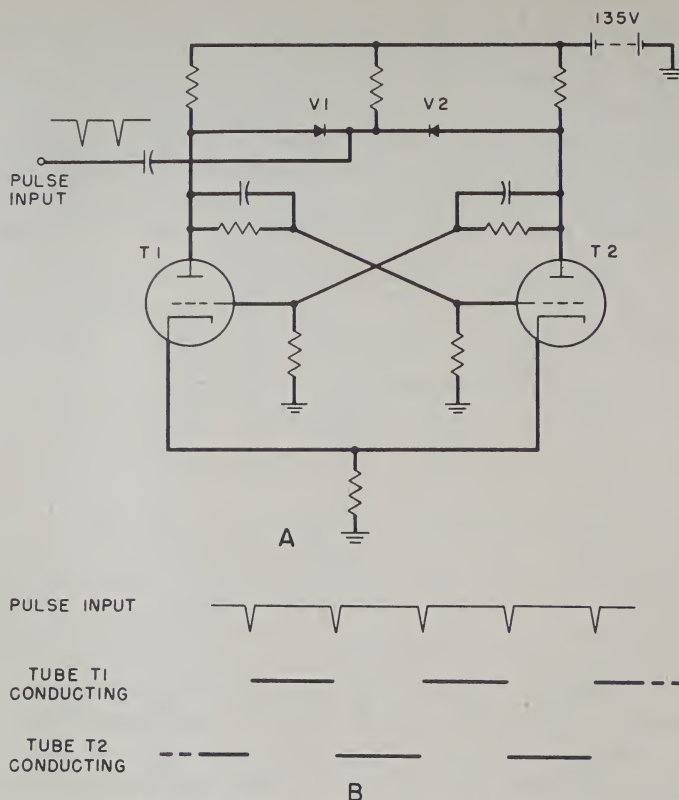 135V
V1
V2
PULSE
INPUT
T1
T2
A
PULSE INPUT
TUBE T1
CONDUCTING
TUBE T2
CONDUCTING
B